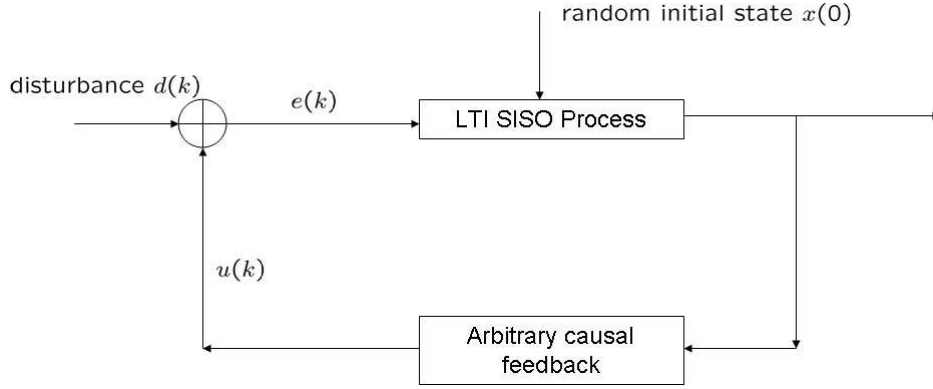 random initial state x(0)
disturbance d(k)
e(k)
LTI SISO Process
u(k)
Arbitrary causal
feedback